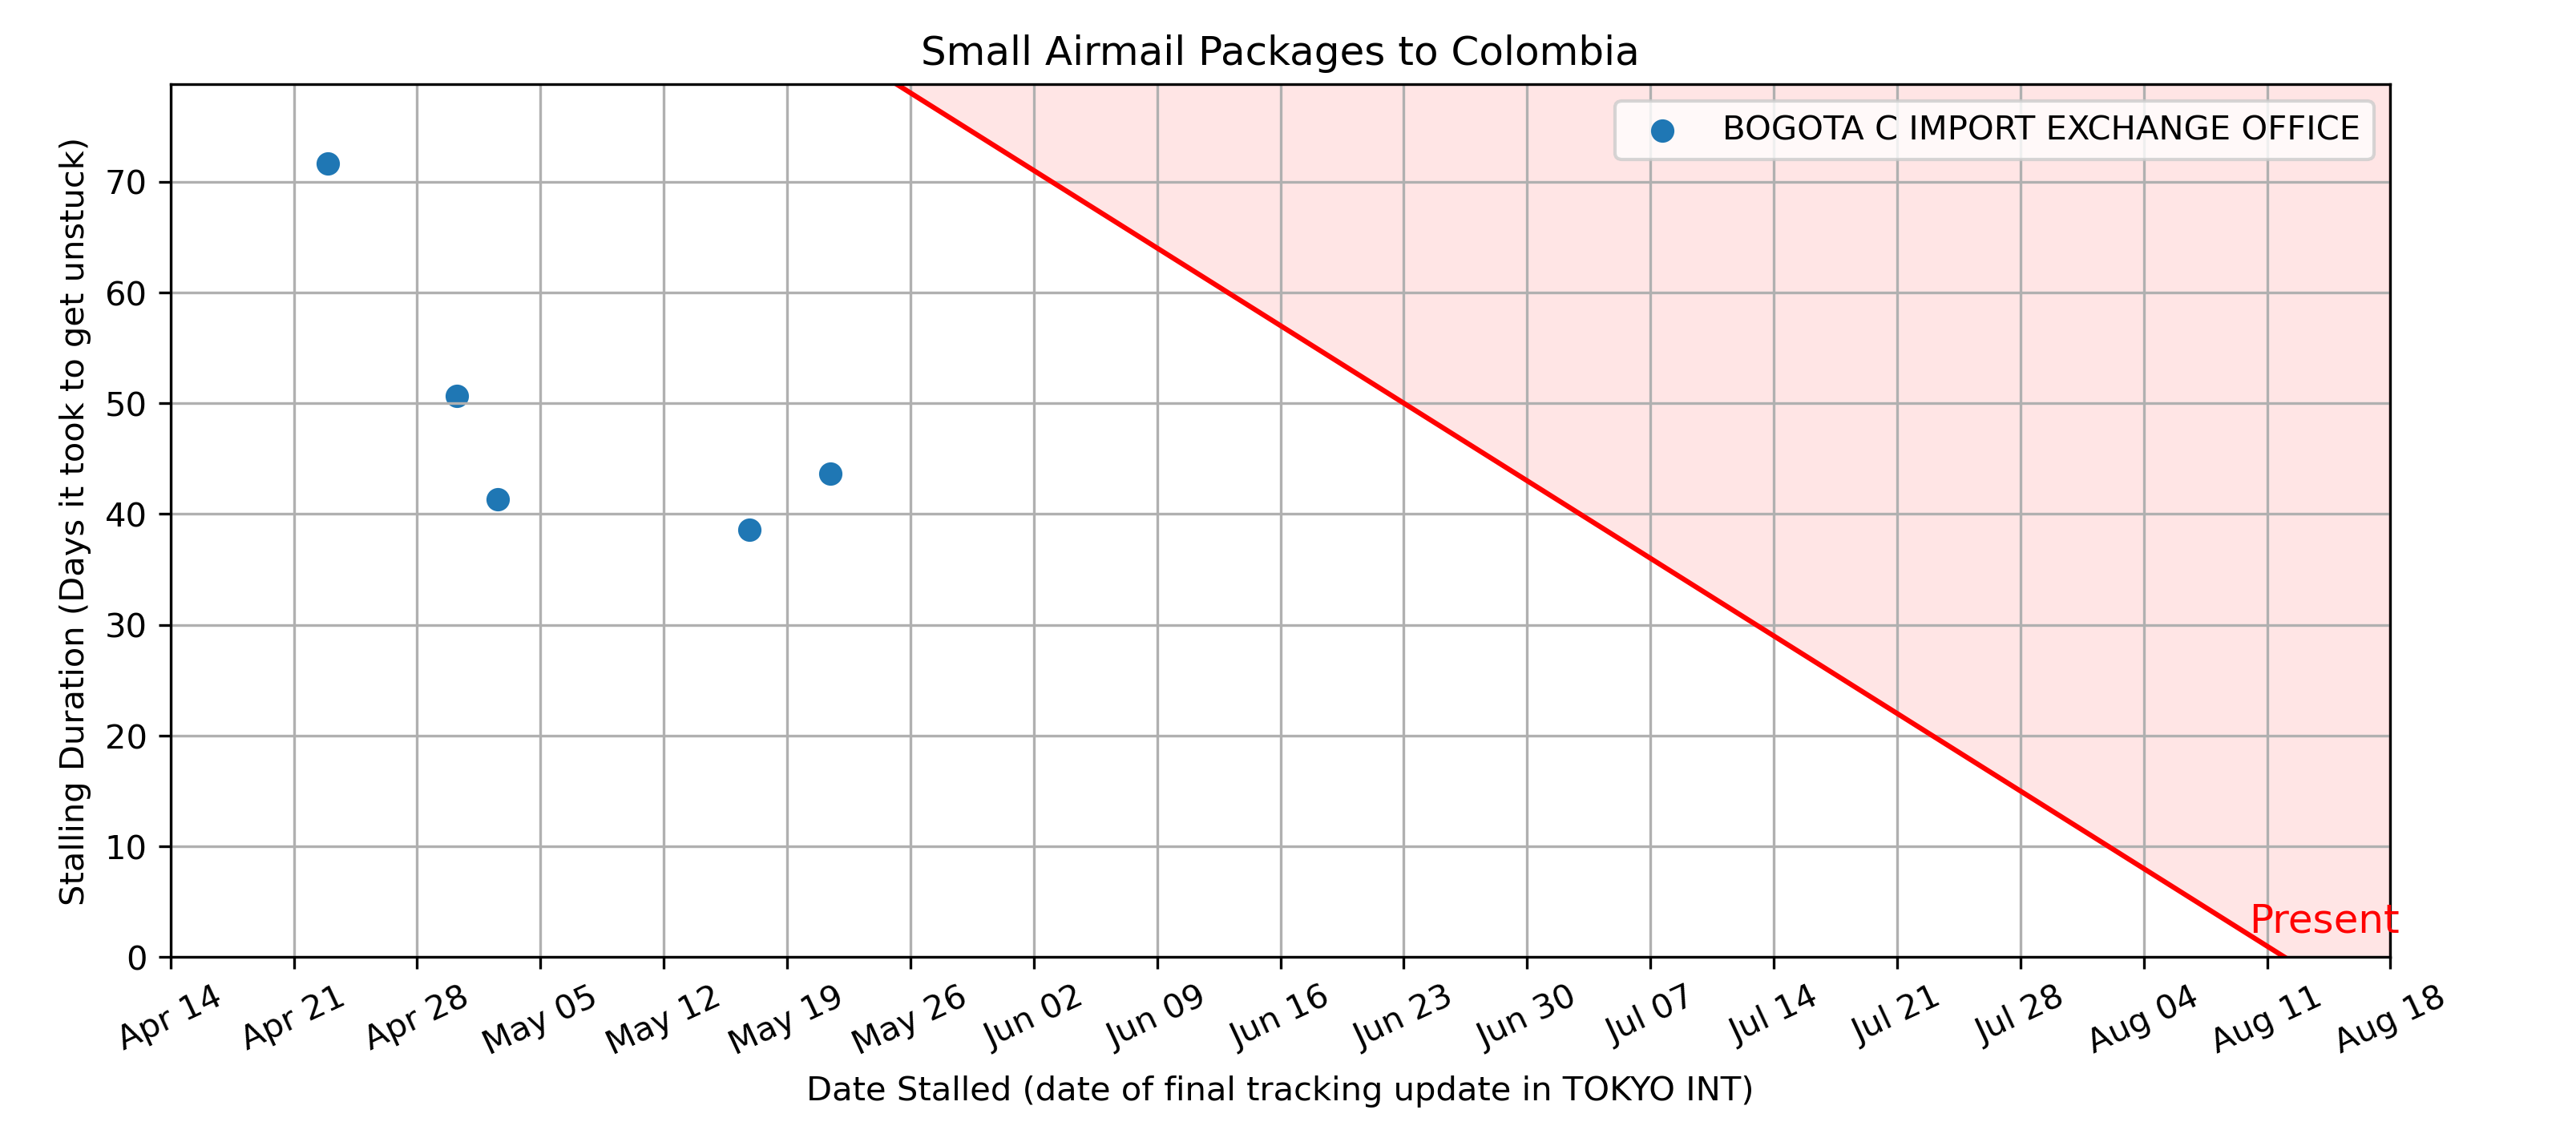 Small Airmail Packages to Colombia
BOGOTA C IMPORT EXCHANGE OFFICE
Stalling Duration (Days it took to get unstuck)
70
60
50
40
30
20
10
0
Present
Apr 14
Apr 21
Apr 28
May 05
May 12
May 19
May 26
Jun 02
Jun 09
Jun 16
Jun 23
Jun 30
Jul 07
Jul 14
Jul 21
Jul 28
Aug 04
Aug 11
Aug 18
Date Stalled (date of final tracking update in TOKYO INT)